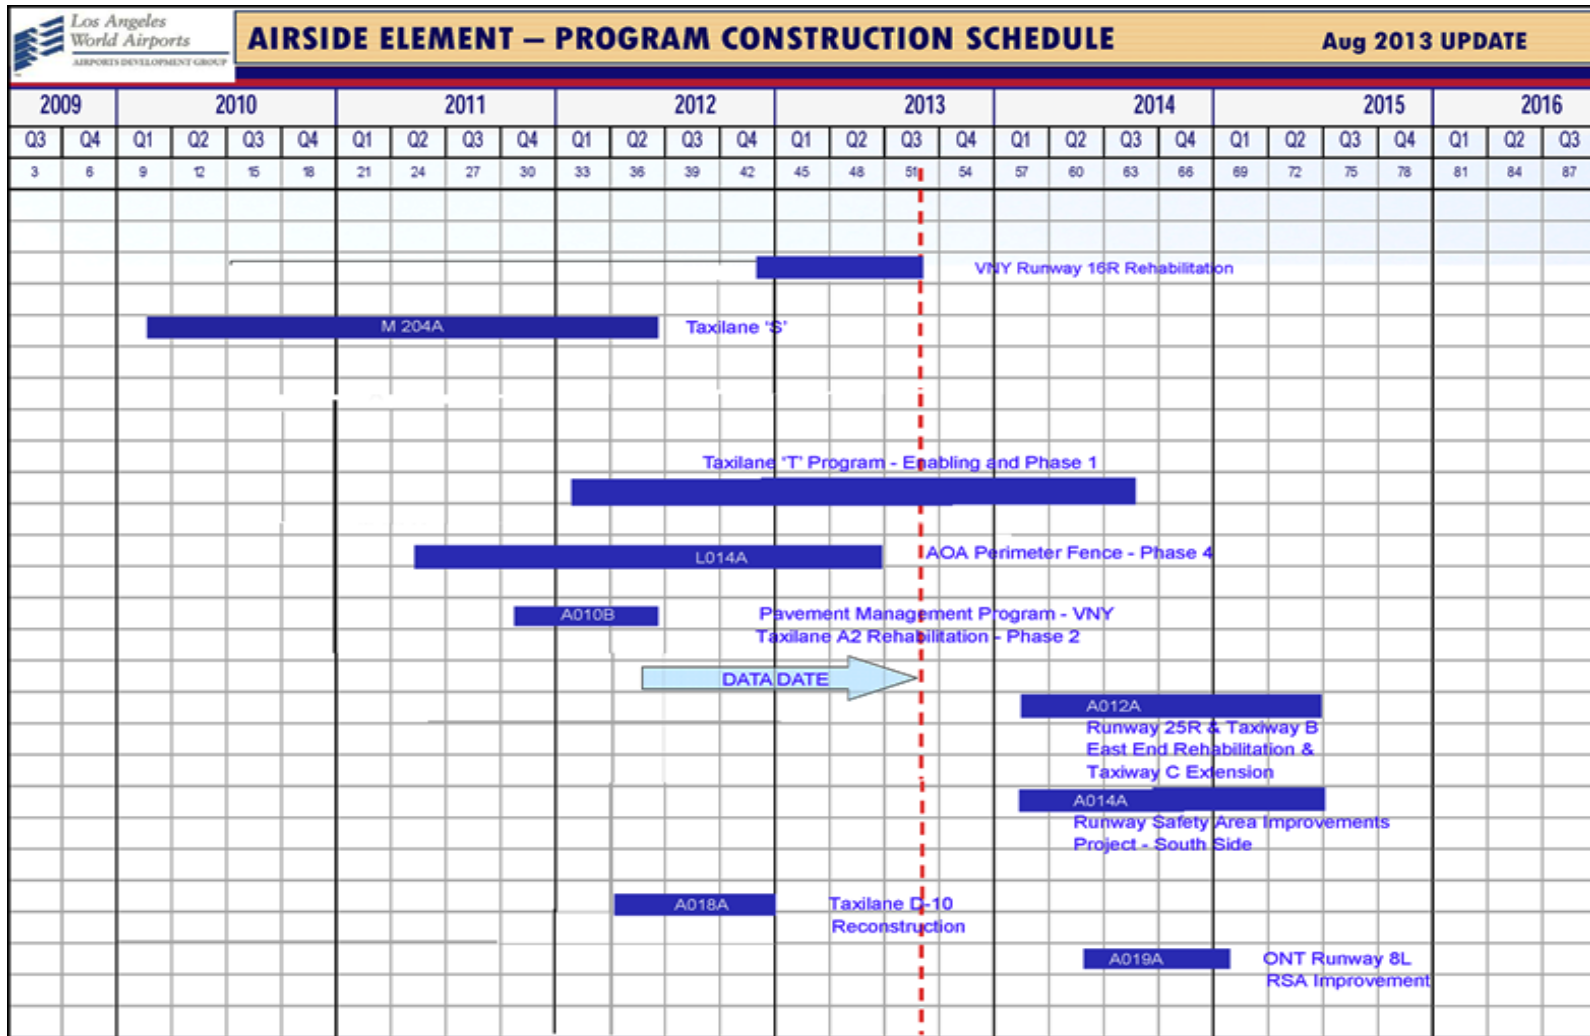 Los Angeles
World Airports
AIRPORTS DEVELOPMENT GROUP
AIRSIDE ELEMENT – PROGRAM CONSTRUCTION SCHEDULE
Aug 2013 UPDATE
2009 2010 2011 2012 2013 2014 2015 2016
Q3 Q4 Q1 Q2 Q3 Q4 Q1 Q2 Q3 Q4 Q1 Q2 Q3 Q4 Q1 Q2 Q3 Q4 Q1 Q2 Q3 Q4 Q1 Q2 Q3 Q4 Q1 Q2 Q3
3 6 9 12 15 18 21 24 27 30 33 36 39 42 45 48 51 54 57 60 63 66 69 72 75 78 81 84 87
VNY Runway 16R Rehabilitation
M 204A Taxilane 'S'
Taxilane 'T' Program - Enabling and Phase 1
L014A AOA Perimeter Fence - Phase 4
A010B Pavement Management Program - VNY
Taxilane A2 Rehabilitation - Phase 2
DATA DATE
A012A
Runway 25R & Taxiway B
East End Rehabilitation &
Taxiway C Extension
A014A
Runway Safety Area Improvements
Project - South Side
A018A Taxilane D-10
Reconstruction
A019A ONT Runway 8L
RSA Improvement